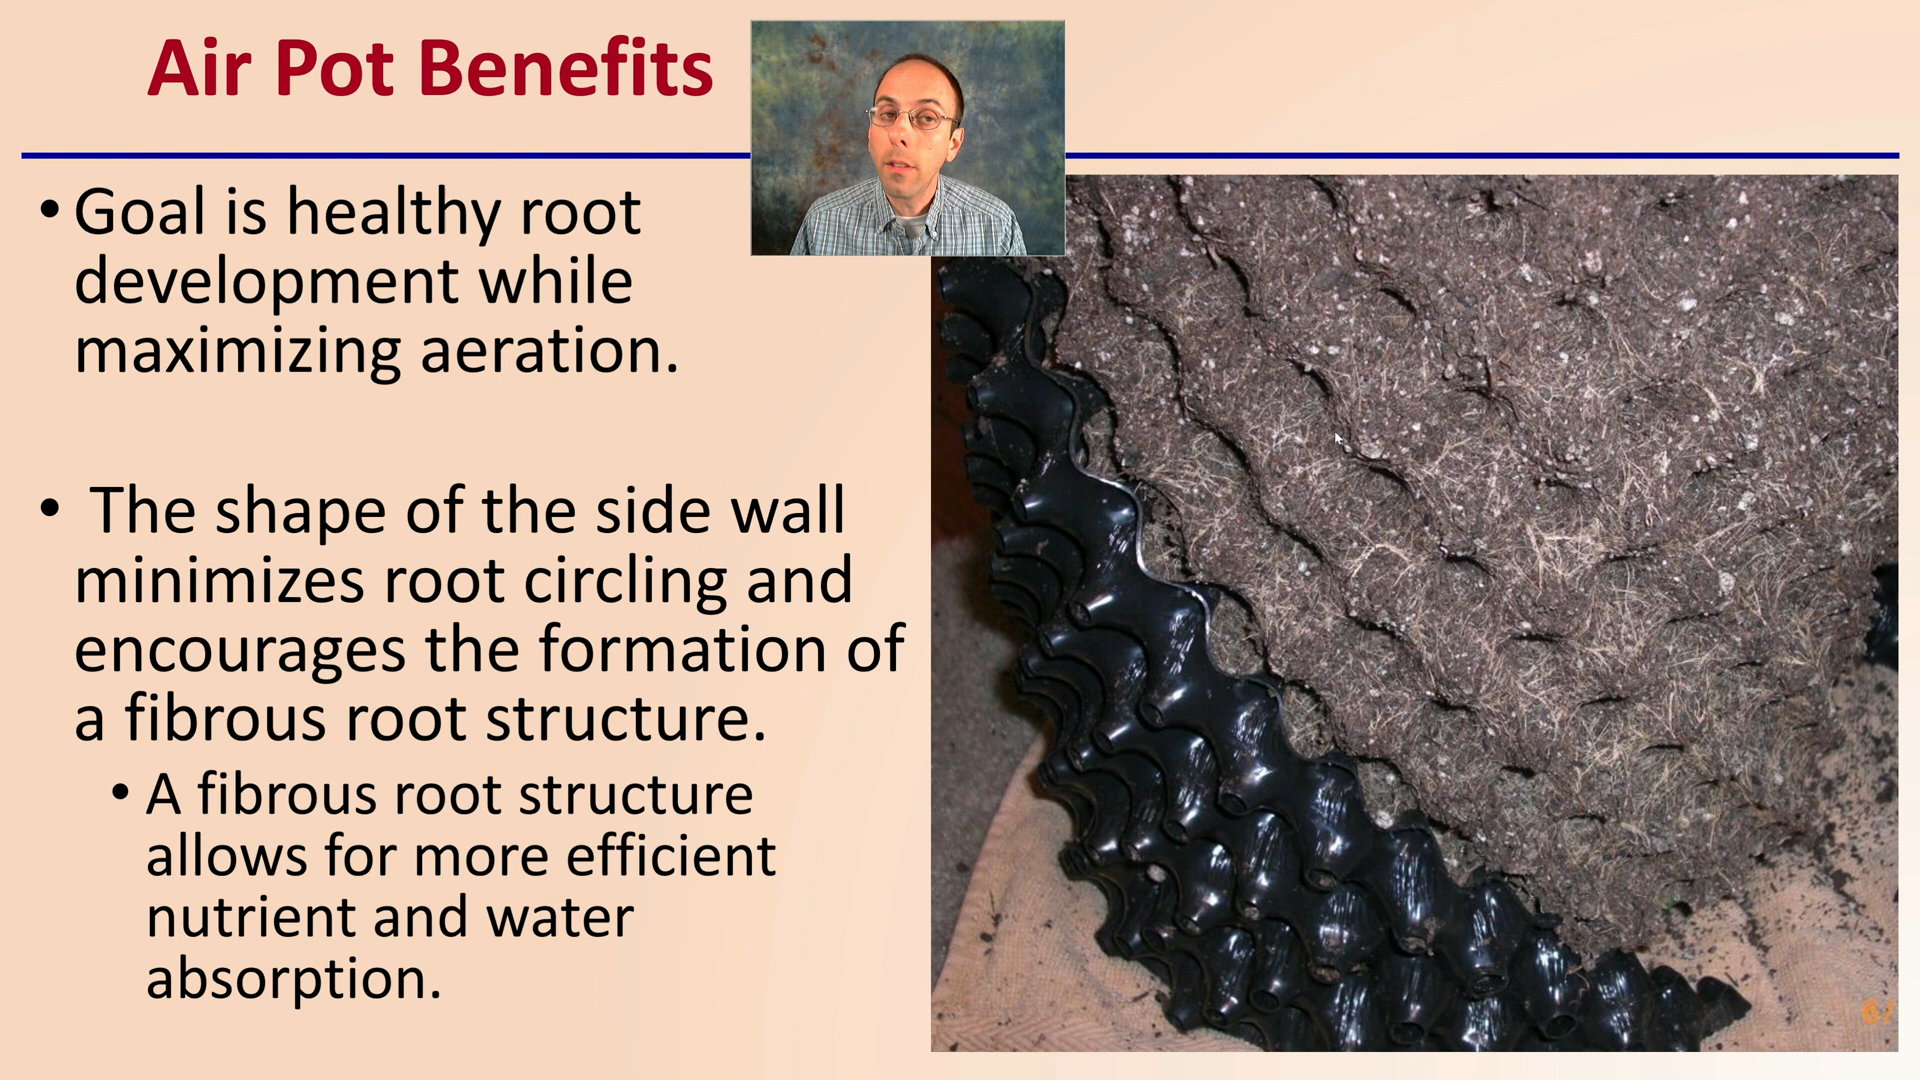 Air Pot Benefits
• Goal is healthy root
development while
maximizing aeration.
• The shape of the side wall
minimizes root circling and
encourages the formation of
a fibrous root structure.
• A fibrous root structure
allows for more efficient
nutrient and water
absorption.